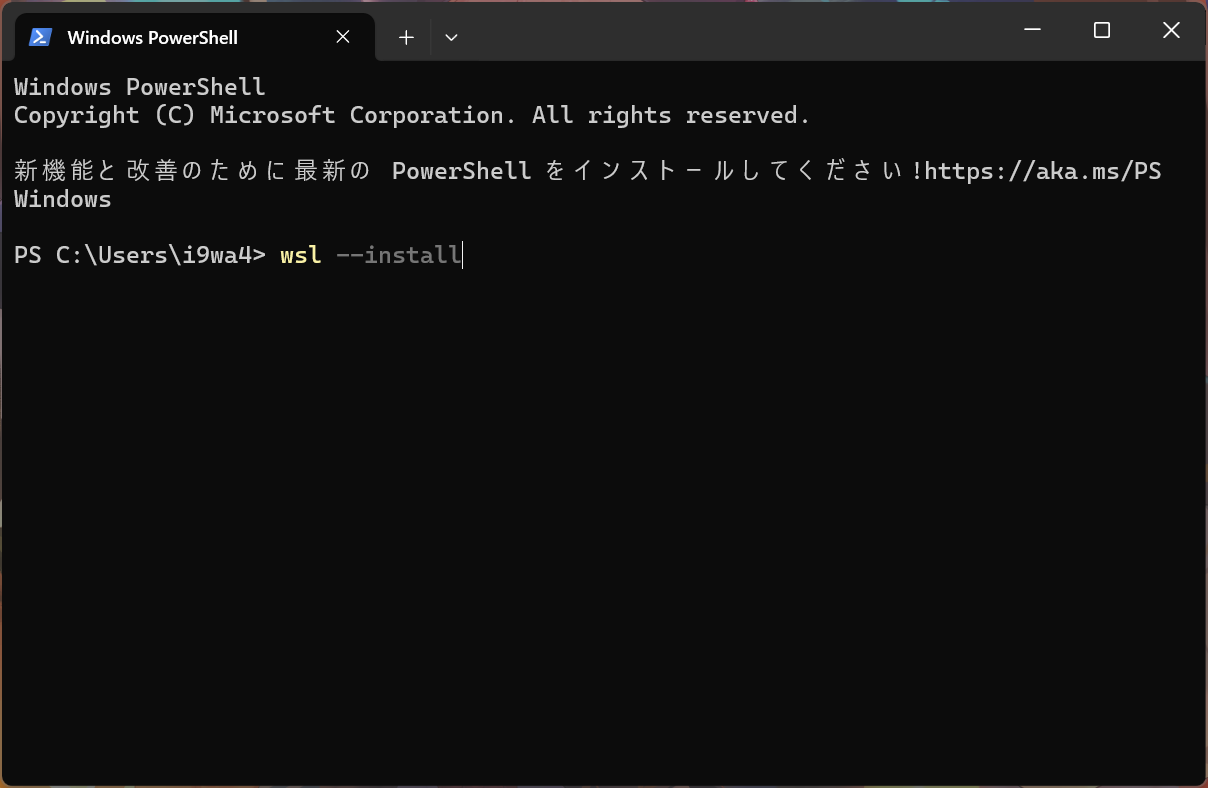 Windows PowerShell
Windows PowerShell
Copyright (C) Microsoft Corporation. All rights reserved.
新機能と改善のために最新の PowerShell をインストールしてください!https://aka.ms/PS
Windows
PS C:\Users\i9wa4> wsl --install